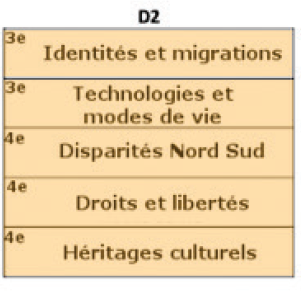 D2
3e
Identités et migrations
3e
Technologies et
modes de vie
4e
Disparités Nord Sud
4e
Droits et libertés
4e
Héritages culturels